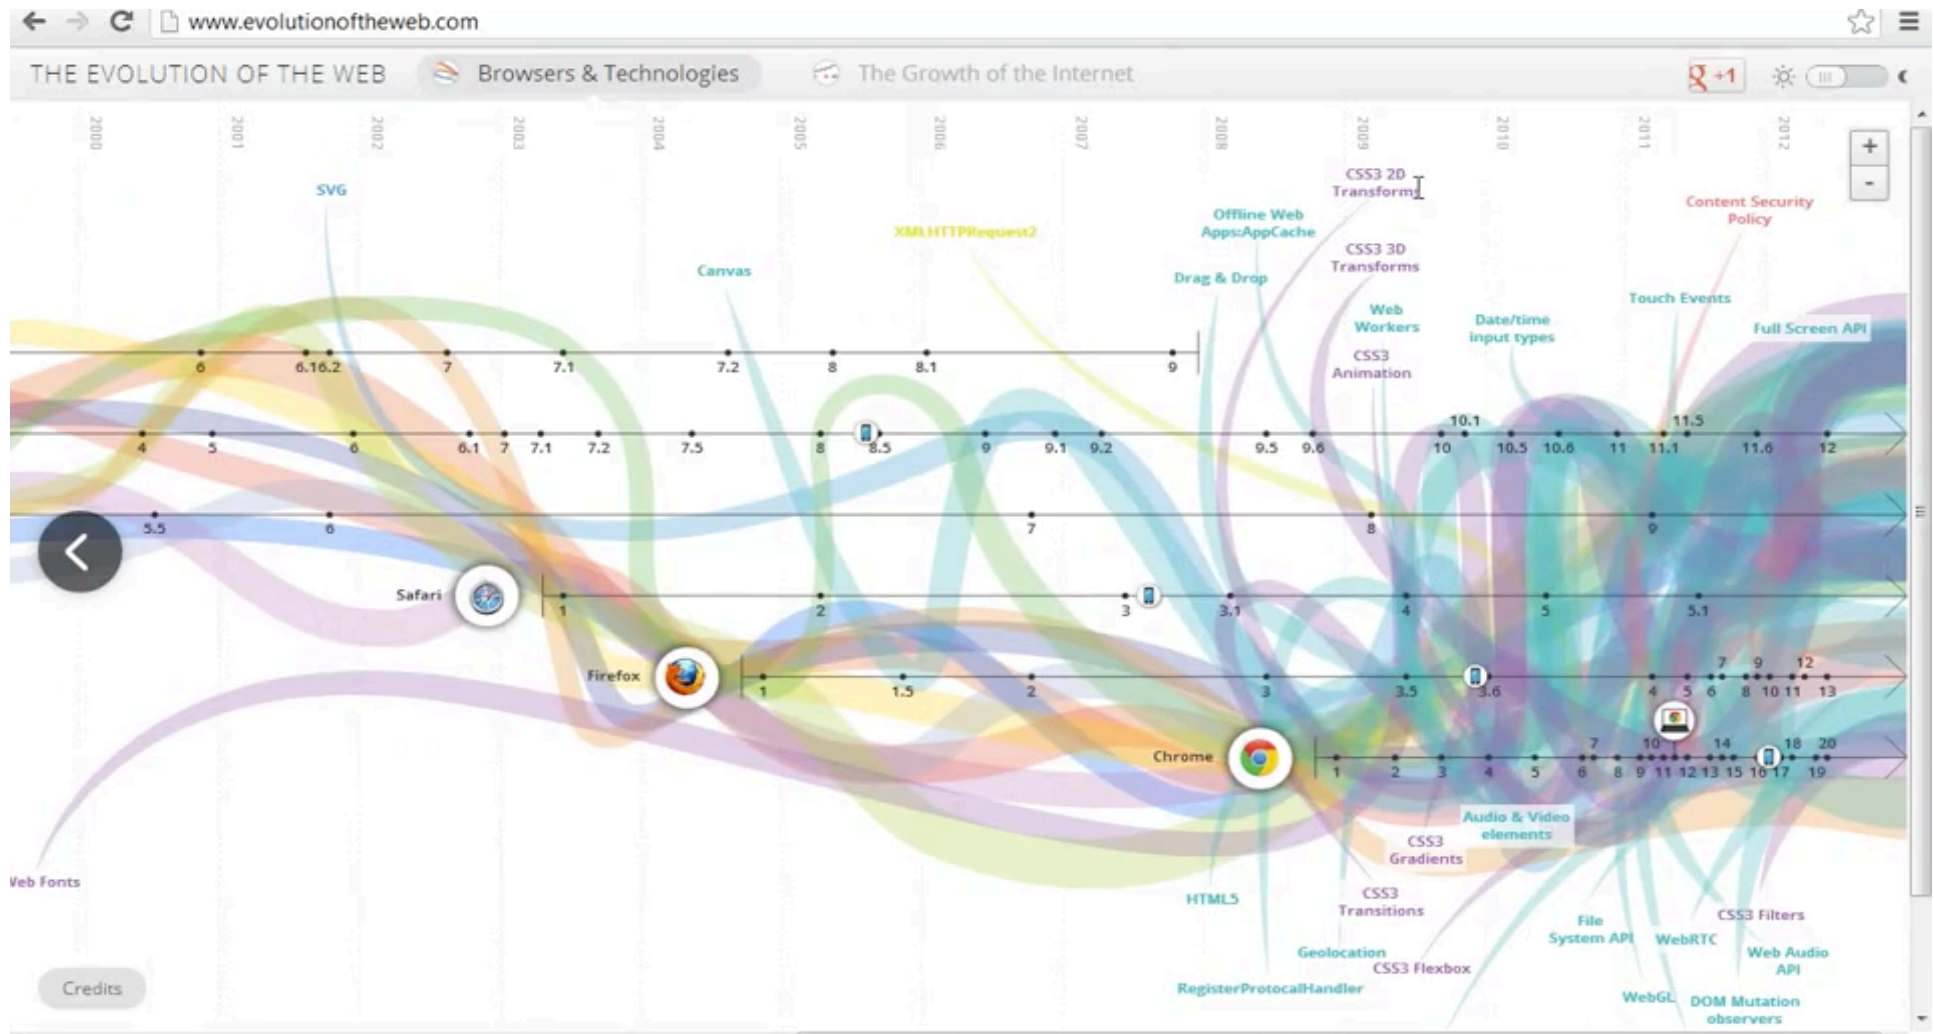 www.evolutionoftheweb.com
THE EVOLUTION OF THE WEB
Browsers & Technologies
The Growth of the Internet
g +1
2000
2001
2002
2003
2004
2005
2006
2007
2008
2009
2010
2011
2012
+
-
SVG
Canvas
XMLHTTPRequest2
Offline Web
Apps:AppCache
Drag & Drop
CSS3 2D
Transforms
CSS3 3D
Transforms
Web
Workers
CSS3
Animation
Date/time
input types
Content Security
Policy
Touch Events
Full Screen API
6 6.1 6.2 7 7.1 7.2 8 8.1 9
10.1 11.5
4 5 6 6.1 7 7.1 7.2 7.5 8 8.5 9 9.1 9.2 9.5 9.6 10 10.5 10.6 11 11.1 11.6 12
5.5 6 7 8 9
Safari
1 2 3 3.1 4 5 5.1
Firefox
7 9 12
1 1.5 2 3 3.5 3.6 4 5 6 8 10 11 13
Chrome
7 10 14 18 20
1 2 3 4 5 6 8 9 11 12 13 15 16 17 19
Audio & Video
elements
CSS3
Gradients
Web Fonts
HTML5
CSS3
Transitions
Geolocation
CSS3 Flexbox
RegisterProtocalHandler
File
System API
WebRTC
CSS3 Filters
Web Audio
API
WebGL
DOM Mutation
observers
Credits